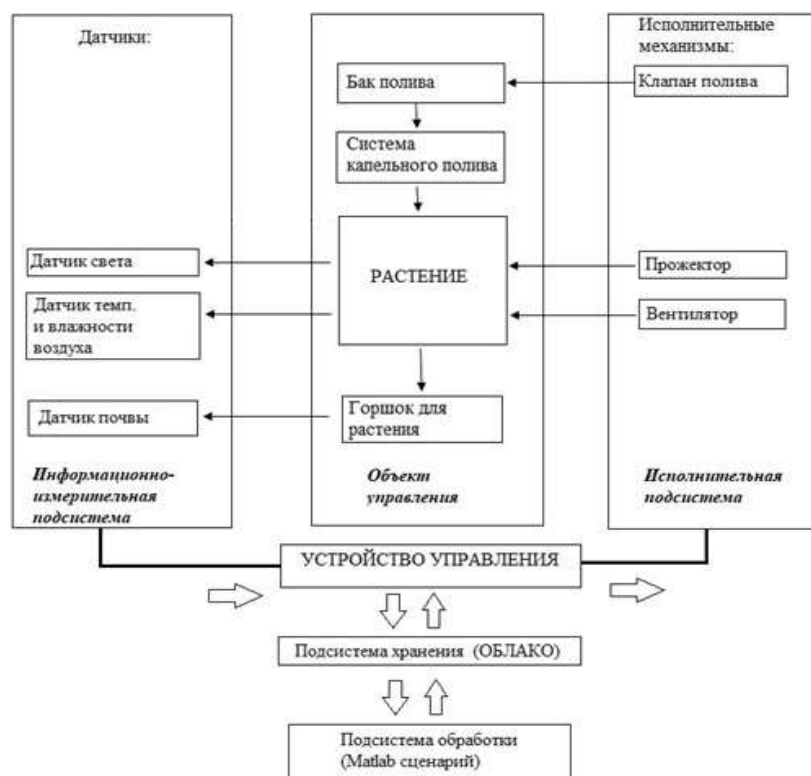 Датчики:
Датчик света
Датчик темп.
и влажности
воздуха
Датчик почвы
Информационно-
измерительная
подсистема
Бак полива
Система
капельного полива
РАСТЕНИЕ
Горшок для
растения
Объект
управления
Исполнительные
механизмы:
Клапан полива
Прожектор
Вентилятор
Исполнительная
подсистема
УСТРОЙСТВО УПРАВЛЕНИЯ
Подсистема хранения (ОБЛАКО)
Подсистема обработки
(Matlab сценарий)